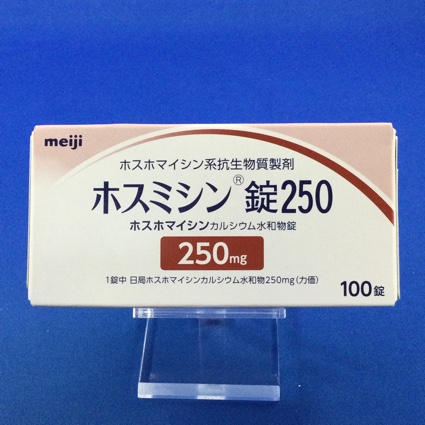 meiji
ホスホマイシン系抗生物質製剤
ホスミシン®錠250
ホスホマイシンカルシウム水和物錠
250mg
1錠中 日局ホスホマイシンカルシウム水和物250mg(力価)
100錠